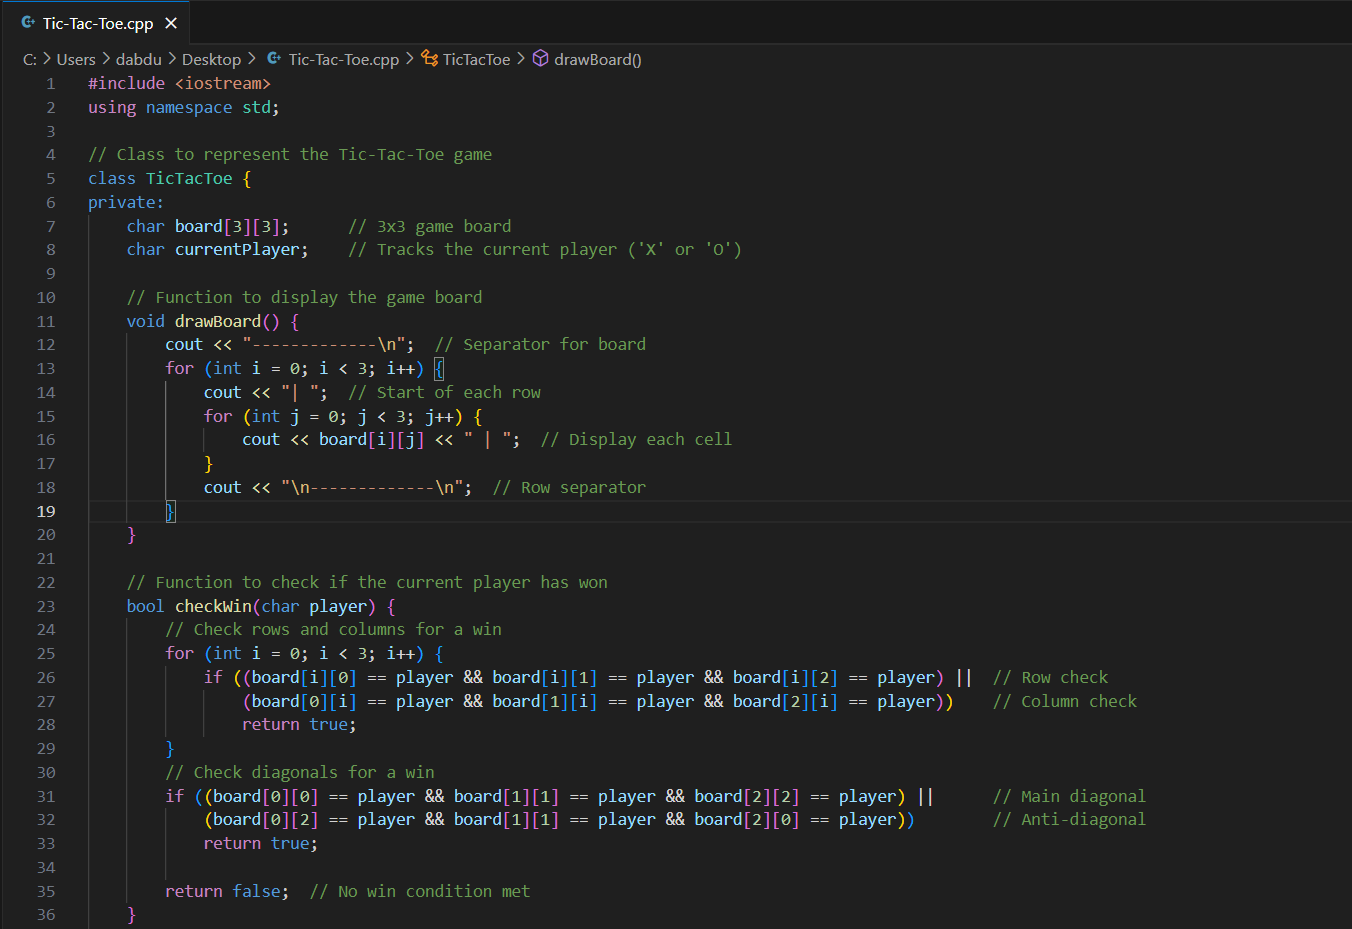 Tic-Tac-Toe.cpp
C: > Users > dabdu > Desktop > Tic-Tac-Toe.cpp > TicTacToe > drawBoard()
1 #include <iostream>
2 using namespace std;
3
4 // Class to represent the Tic-Tac-Toe game
5 class TicTacToe {
6 private:
7     char board[3][3];      // 3x3 game board
8     char currentPlayer;    // Tracks the current player ('X' or 'O')
9
10     // Function to display the game board
11     void drawBoard() {
12         cout << "-------------\n";  // Separator for board
13         for (int i = 0; i < 3; i++) {
14             cout << "| ";  // Start of each row
15             for (int j = 0; j < 3; j++) {
16                 cout << board[i][j] << " | ";  // Display each cell
17             }
18             cout << "\n-------------\n";  // Row separator
19         }
20     }
21
22     // Function to check if the current player has won
23     bool checkWin(char player) {
24         // Check rows and columns for a win
25         for (int i = 0; i < 3; i++) {
26             if ((board[i][0] == player && board[i][1] == player && board[i][2] == player) ||  // Row check
27                 (board[0][i] == player && board[1][i] == player && board[2][i] == player))    // Column check
28                 return true;
29         }
30         // Check diagonals for a win
31         if ((board[0][0] == player && board[1][1] == player && board[2][2] == player) ||      // Main diagonal
32             (board[0][2] == player && board[1][1] == player && board[2][0] == player))        // Anti-diagonal
33             return true;
34
35         return false;  // No win condition met
36     }